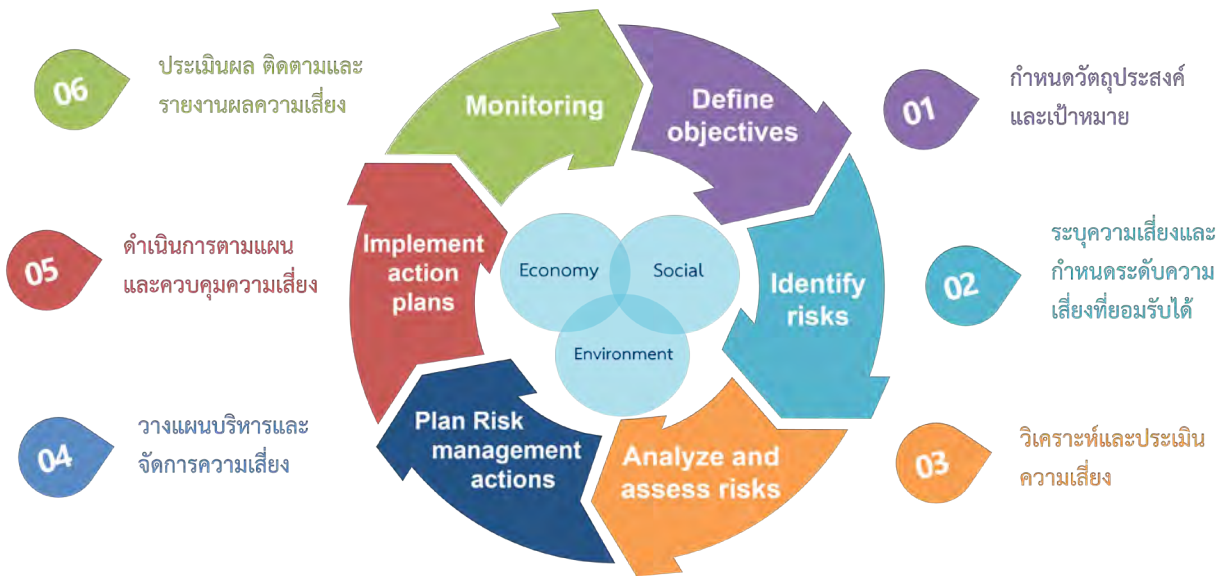 06
ประเมินผล ติดตามและ
รายงานผลความเสี่ยง
Monitoring
Define
objectives
01
กำหนดวัตถุประสงค์
และเป้าหมาย
05
ดำเนินการตามแผน
และควบคุมความเสี่ยง
Implement
action
plans
Economy
Social
Environment
Identify
risks
02
ระบุความเสี่ยงและ
กำหนดระดับความ
เสี่ยงที่ยอมรับได้
04
วางแผนบริหารและ
จัดการความเสี่ยง
Plan Risk
management
actions
Analyze and
assess risks
03
วิเคราะห์และประเมิน
ความเสี่ยง